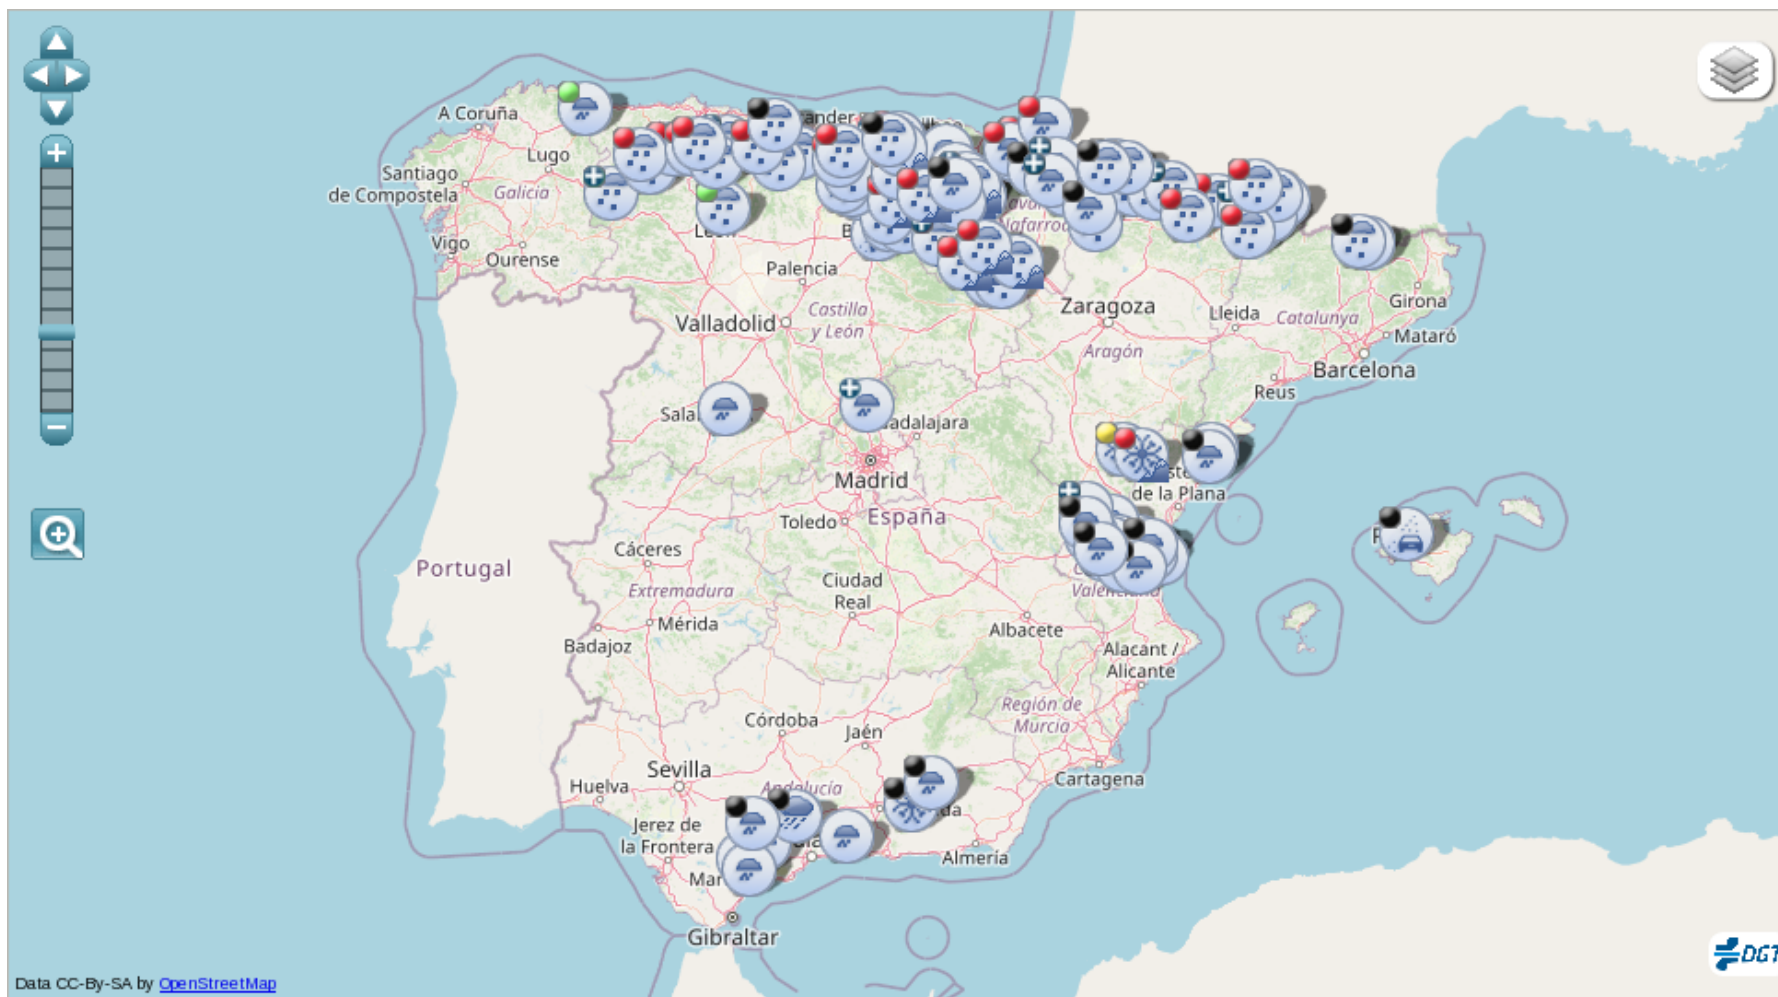 A Coruña
Lugo
Santiago
de Compostela
Galicia
Vigo
Ourense
Palencia
Castilla
y León
Valladolid
Zaragoza
Aragón
Lleida
Catalunya
Girona
Mataró
Barcelona
Reus
Madrid
Toledo
España
de la Plana
Portugal
Cáceres
Extremadura
Mérida
Badajoz
Ciudad
Real
Albacete
Alacant /
Alicante
Región de
Murcia
Cartagena
Córdoba
Jaén
Sevilla
Huelva
Andalucía
Jerez de
la Frontera
Almería
Gibraltar
DGT
Data CC-By-SA by OpenStreetMap